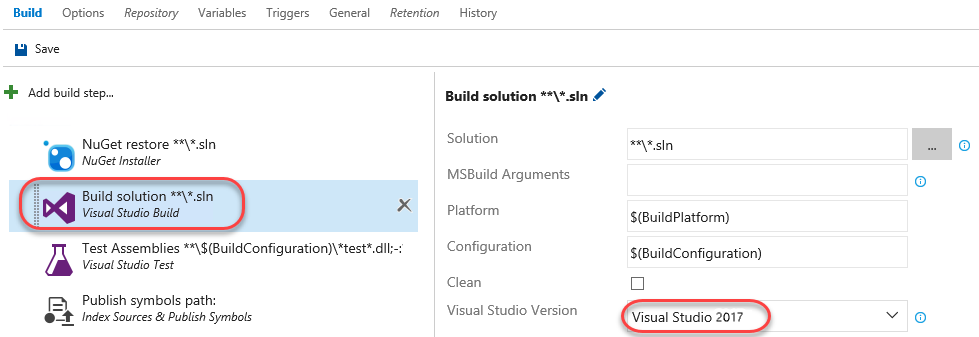 Build Options Repository Variables Triggers General Retention History
Save
Add build step...
NuGet restore **\*.sln
NuGet Installer
Build solution **\*.sln
Visual Studio Build
Test Assemblies **\$(BuildConfiguration)\*test*.dll;-:
Visual Studio Test
Publish symbols path:
Index Sources & Publish Symbols
Build solution **\*.sln
Solution **\*.sln ...
MSBuild Arguments
Platform $(BuildPlatform)
Configuration $(BuildConfiguration)
Clean
Visual Studio Version Visual Studio 2017